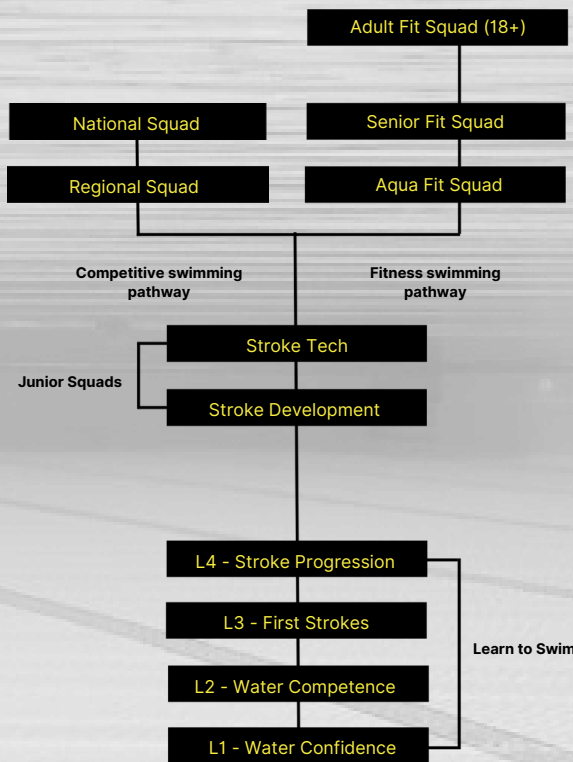 Adult Fit Squad (18+)
National Squad
Senior Fit Squad
Regional Squad
Aqua Fit Squad
Competitive swimming
pathway
Fitness swimming
pathway
Stroke Tech
Junior Squads
Stroke Development
L4 - Stroke Progression
L3 - First Strokes
Learn to Swim
L2 - Water Competence
L1 - Water Confidence